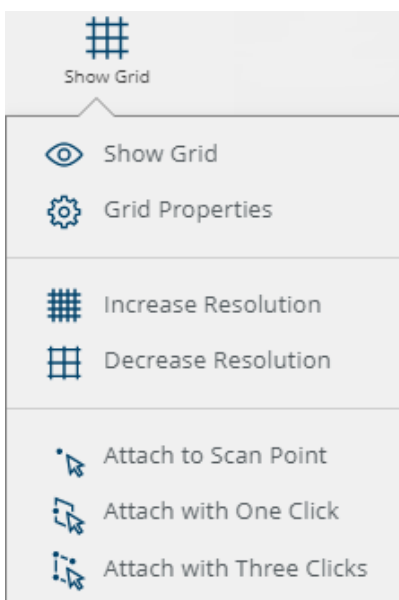 Show Grid
Show Grid
Grid Properties
Increase Resolution
Decrease Resolution
Attach to Scan Point
Attach with One Click
Attach with Three Clicks